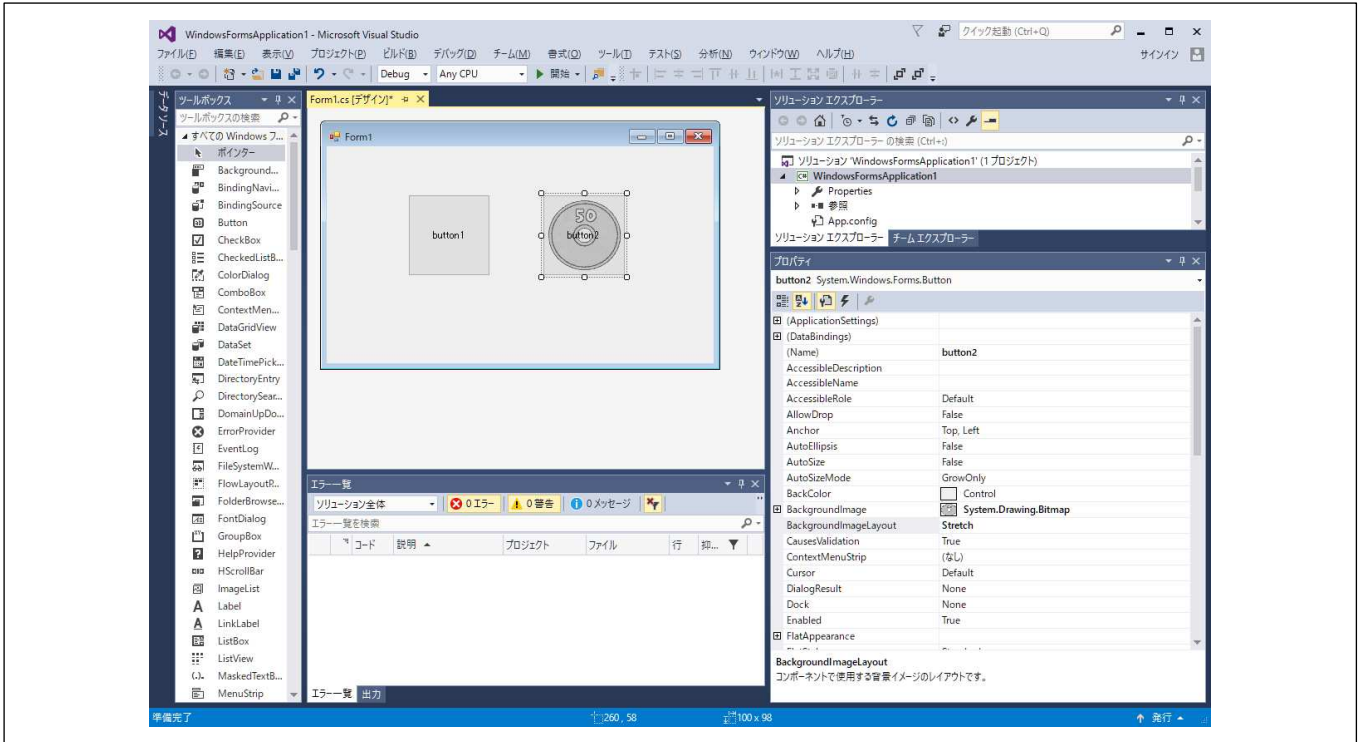 WindowsFormsApplication1 - Microsoft Visual Studio
クイック起動 (Ctrl+Q)
ファイル(F) 編集(E) 表示(V) プロジェクト(P) ビルド(B) デバッグ(D) チーム(M) 書式(O) ツール(T) テスト(S) 分析(N) ウィンドウ(W) ヘルプ(H)
サインイン
Debug Any CPU 開始
データソース
ツールボックス
ツールボックスの検索
すべての Windows フ...
ポインター
Background...
BindingNavi...
BindingSource
Button
CheckBox
CheckedListB...
ColorDialog
ComboBox
ContextMen...
DataGridView
DataSet
DateTimePick...
DirectoryEntry
DirectorySear...
DomainUpDo...
ErrorProvider
EventLog
FileSystemW...
FlowLayoutP...
FolderBrowse...
FontDialog
GroupBox
HelpProvider
HScrollBar
ImageList
Label
LinkLabel
ListBox
ListView
MaskedTextB...
MenuStrip
Form1.cs [デザイン]*
Form1
button1
50
button2
エラー一覧
ソリューション全体 0 エラー 0 警告 0 メッセージ
エラー一覧を検索
コード 説明 プロジェクト ファイル 行 抑...
エラー一覧 出力
ソリューション エクスプローラー
ソリューション エクスプローラー の検索 (Ctrl+;)
ソリューション 'WindowsFormsApplication1' (1 プロジェクト)
WindowsFormsApplication1
Properties
参照
App.config
ソリューション エクスプローラー チーム エクスプローラー
プロパティ
button2 System.Windows.Forms.Button
(ApplicationSettings)
(DataBindings)
(Name) button2
AccessibleDescription
AccessibleName
AccessibleRole Default
AllowDrop False
Anchor Top, Left
AutoEllipsis False
AutoSize False
AutoSizeMode GrowOnly
BackColor Control
BackgroundImage System.Drawing.Bitmap
BackgroundImageLayout Stretch
CausesValidation True
ContextMenuStrip (なし)
Cursor Default
DialogResult None
Dock None
Enabled True
FlatAppearance
BackgroundImageLayout
コンポーネントで使用する背景イメージのレイアウトです。
準備完了 260 , 58 100 x 98 発行